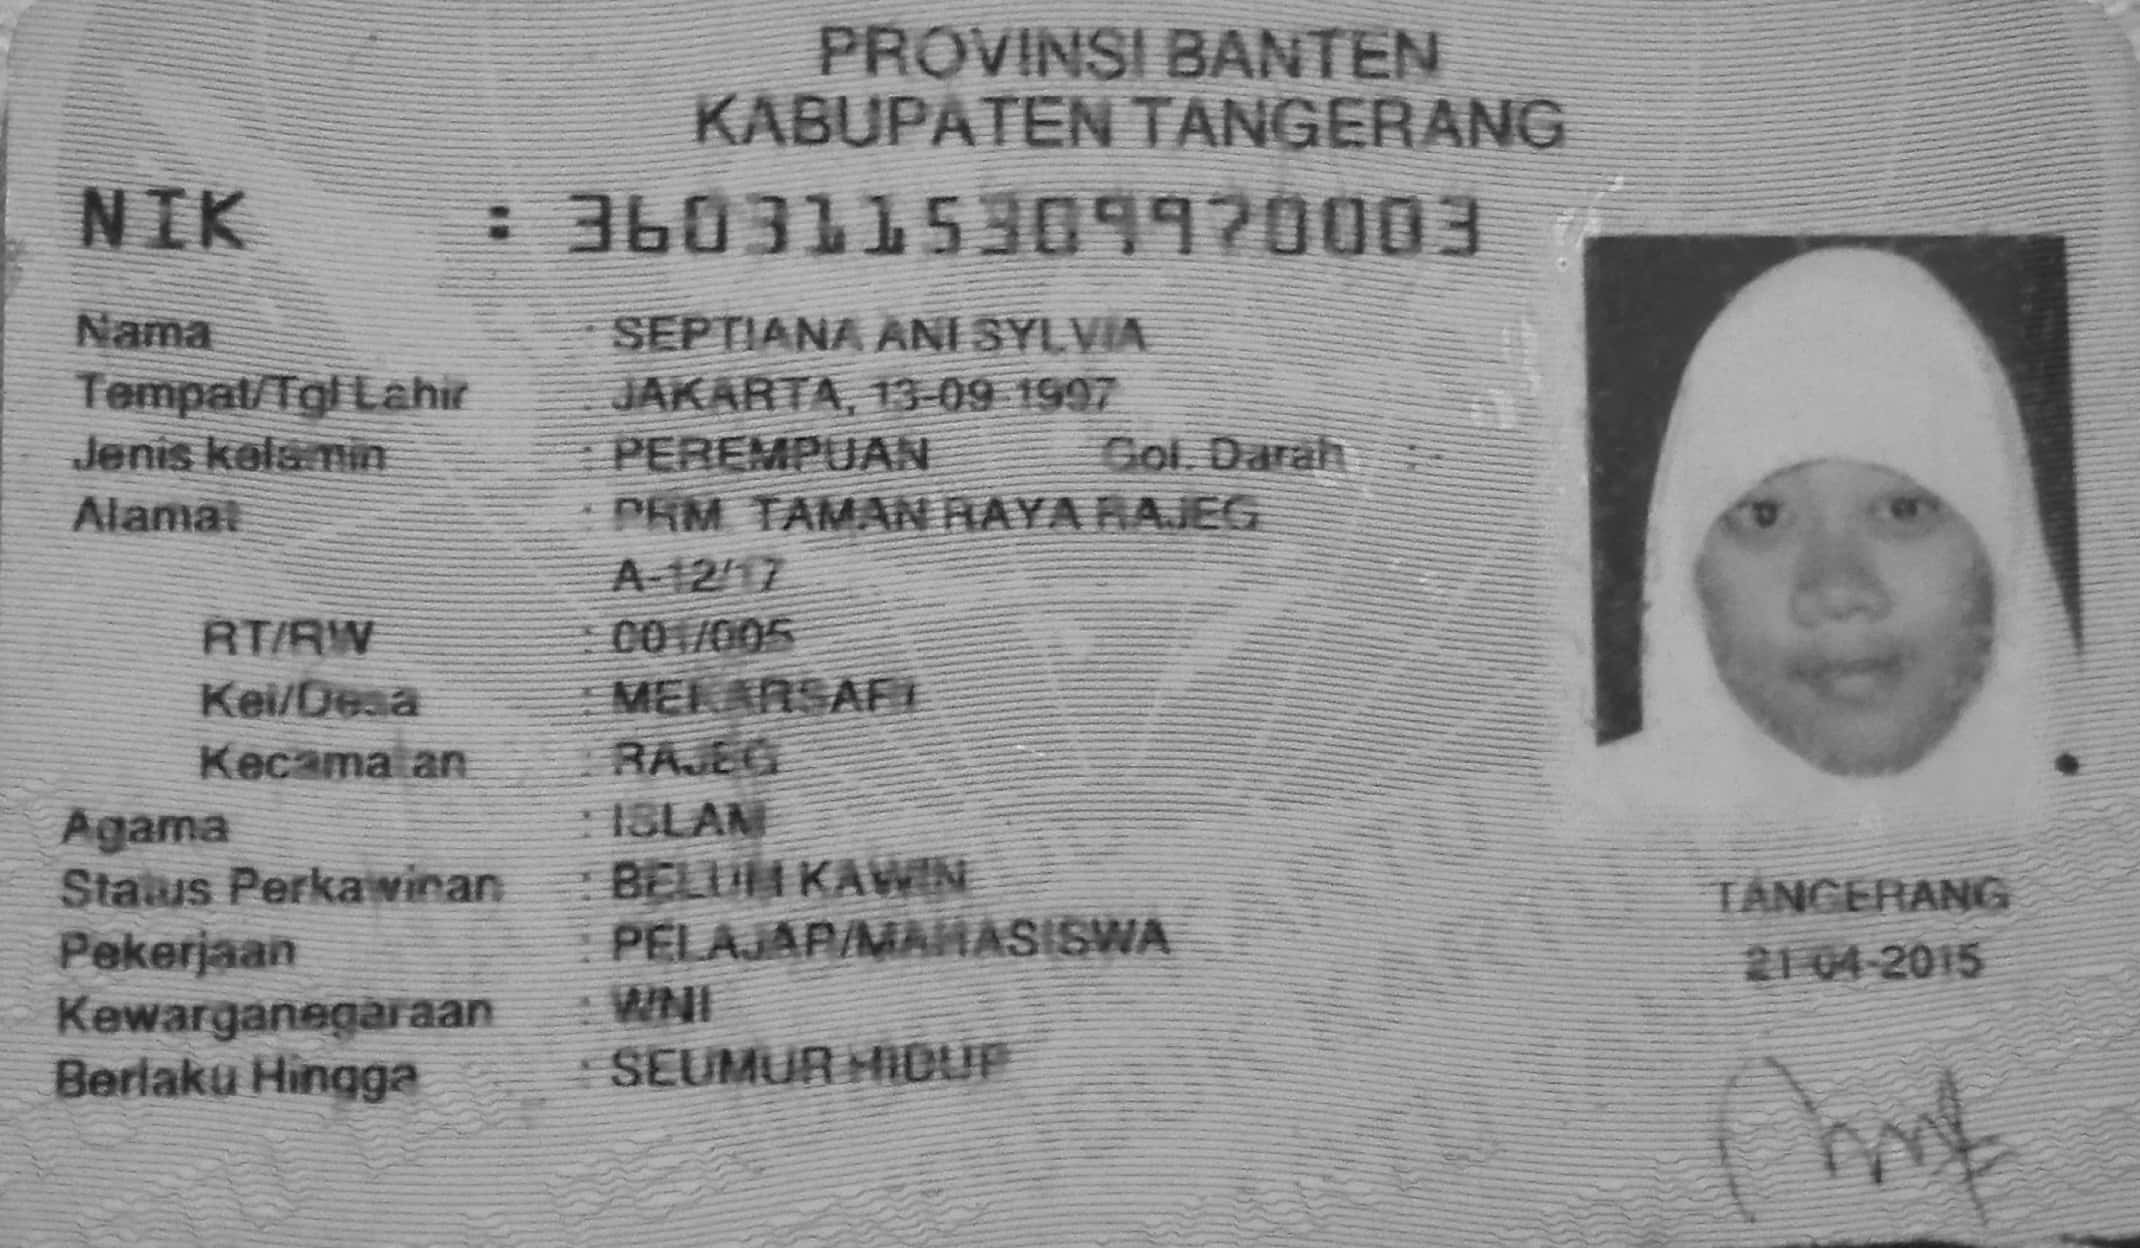 PROVINSI BANTEN
KABUPATEN TANGERANG
NIK : 3603115309970003
Nama : SEPTIANA ANI SYLVIA
Tempat/Tgl Lahir : JAKARTA, 13-09-1997
Jenis kelamin : PEREMPUAN Gol. Darah : -
Alamat : PRM TAMAN RAYA RAJEG
A-12/17
RT/RW : 001/005
Kel/Desa : MEKARSARI
Kecamatan : RAJEG
Agama : ISLAM
Status Perkawinan : BELUM KAWIN
Pekerjaan : PELAJAR/MAHASISWA
Kewarganegaraan : WNI
Berlaku Hingga : SEUMUR HIDUP
TANGERANG
21-04-2015